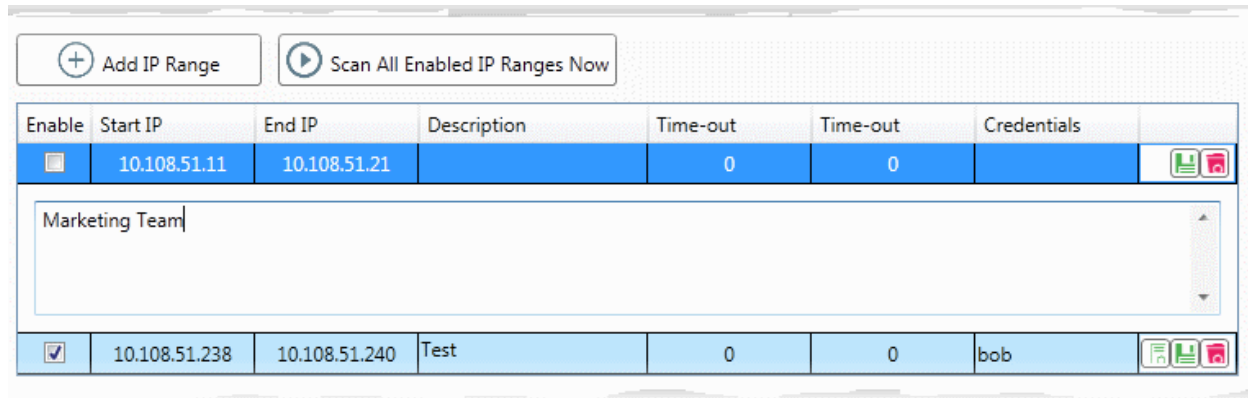 Add IP Range Scan All Enabled IP Ranges Now
Enable Start IP End IP Description Time-out Time-out Credentials
10.108.51.11 10.108.51.21 0 0
Marketing Team
10.108.51.238 10.108.51.240 Test 0 0 bob